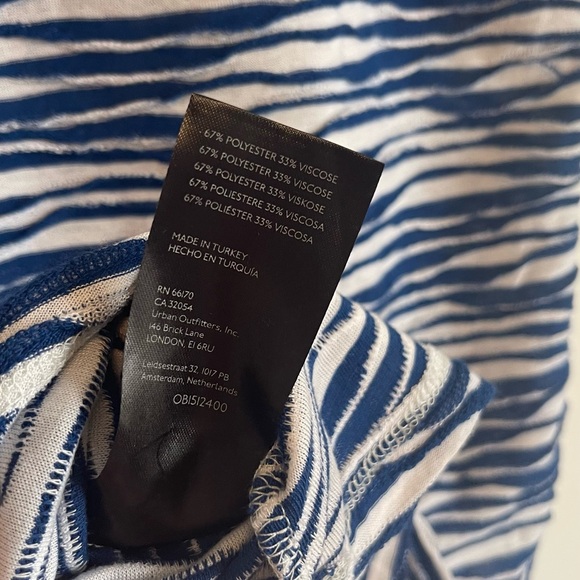 67% POLYESTER 33% VISCOSE
67% POLYESTER 33% VISCOSE
67% POLYESTER 33% VISKOSE
67% POLIESTERE 33% VISCOSA
67% POLIÉSTER 33% VISCOSA
MADE IN TURKEY
HECHO EN TURQUÍA
RN 66170
CA 32054
Urban Outfitters, Inc.
146 Brick Lane
LONDON, E1 6RU
Leidsestraat 32, 1017 PB
Amsterdam, Netherlands
OB1512400